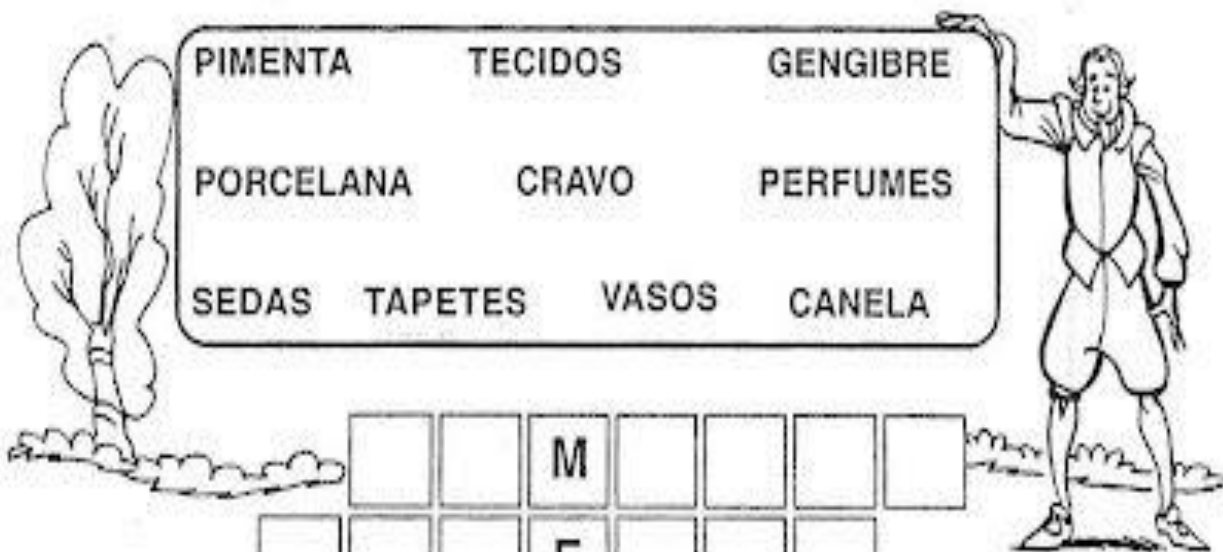 PIMENTA TECIDOS GENGIBRE
PORCELANA CRAVO PERFUMES
SEDAS TAPETES VASOS CANELA
M